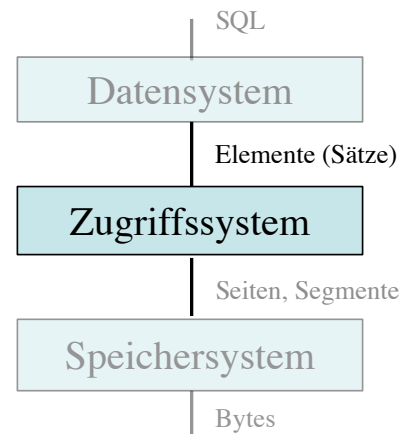 SQL
Datensystem
Elemente (Sätze)
Zugriffssystem
Seiten, Segmente
Speichersystem
Bytes